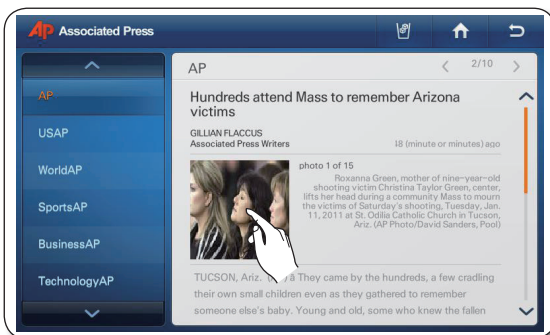 AP Associated Press
AP
USAP
WorldAP
SportsAP
BusinessAP
TechnologyAP
AP
2/10
Hundreds attend Mass to remember Arizona
victims
GILLIAN FLACCUS
Associated Press Writers
48 (minute or minutes) ago
photo 1 of 15
Roxanna Green, mother of nine-year-old
shooting victim Christina Taylor Green, center,
lifts her head during a community Mass to mourn
the victims of Saturday's shooting, Tuesday, Jan.
11, 2011 at St. Odilia Catholic Church in Tucson,
Ariz. (AP Photo/David Sanders, Pool)
TUCSON, Ariz. â They came by the hundreds, a few cradling
their own small children even as they gathered to remember
someone else's baby. Young and old, some who knew the fallen